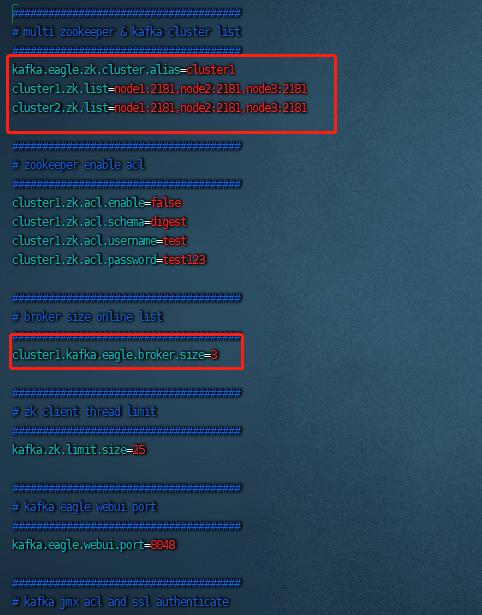 ######################################
# multi zookeeper & kafka cluster list
######################################
kafka.eagle.zk.cluster.alias=cluster1
cluster1.zk.list=node1:2181,node2:2181,node3:2181
cluster2.zk.list=node1:2181,node2:2181,node3:2181
######################################
# zookeeper enable acl
######################################
cluster1.zk.acl.enable=false
cluster1.zk.acl.schema=digest
cluster1.zk.acl.username=test
cluster1.zk.acl.password=test123
######################################
# broker size online list
######################################
cluster1.kafka.eagle.broker.size=3
######################################
# zk client thread limit
######################################
kafka.zk.limit.size=25
######################################
# kafka eagle webui port
######################################
kafka.eagle.webui.port=8048
######################################
# kafka jmx acl and ssl authenticate